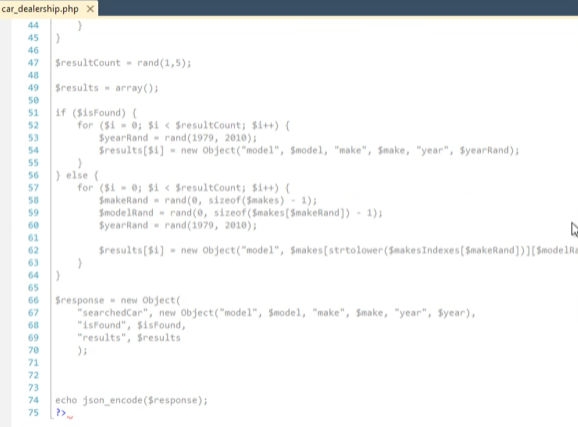 car_dealership.php ×
44 }
45 }
46
47 $resultCount = rand(1,5);
48
49 $results = array();
50
51 if ($isFound) {
52 for ($i = 0; $i < $resultCount; $i++) {
53 $yearRand = rand(1979, 2010);
54 $results[$i] = new Object("model", $model, "make", $make, "year", $yearRand);
55 }
56 } else {
57 for ($i = 0; $i < $resultCount; $i++) {
58 $makeRand = rand(0, sizeof($makes) - 1);
59 $modelRand = rand(0, sizeof($makes[$makeRand]) - 1);
60 $yearRand = rand(1979, 2010);
61
62 $results[$i] = new Object("model", $makes[strtolower($makesIndexes[$makeRand])][$modelRa
63 }
64 }
65
66 $response = new Object(
67 "searchedCar", new Object("model", $model, "make", $make, "year", $year),
68 "isFound", $isFound,
69 "results", $results
70 );
71
72
73
74 echo json_encode($response);
75 ?>